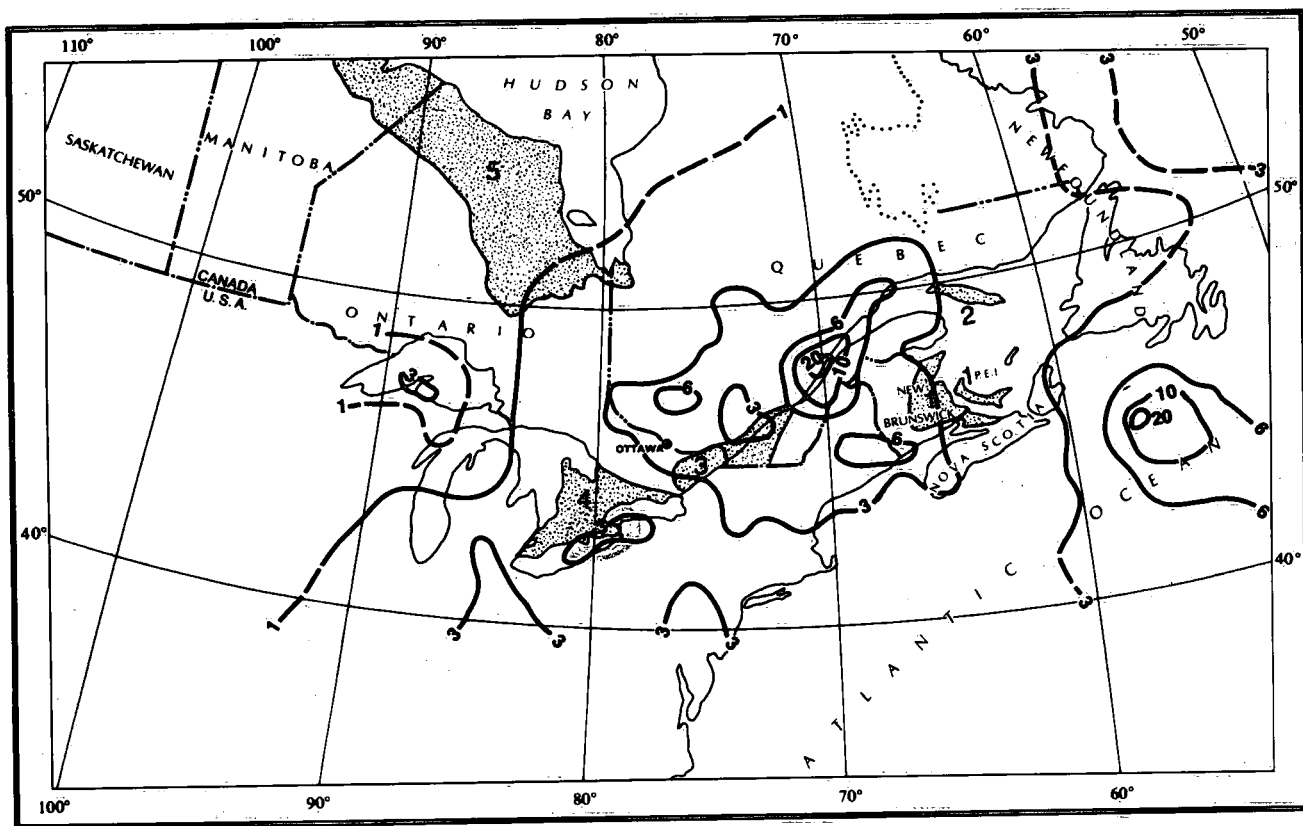 110° 100° 90° 80° 70° 60° 50°
HUDSON
BAY
3 3
1
MANITOBA
SASKATCHEWAN
NEWFOUNDLAND
5
3
50° 50°
QUEBEC
CANADA
U.S.A.
ONTARIO
1
6
2
20 10
3
6
1 P.E.I
NEW
BRUNSWICK
3
1
10
20
6
OTTAWA
3
6
NOVA SCOTIA
4
3
OCEAN
6
40° 40°
1
3 3
3 3
3
ATLANTIC
100° 90° 80° 70° 60°